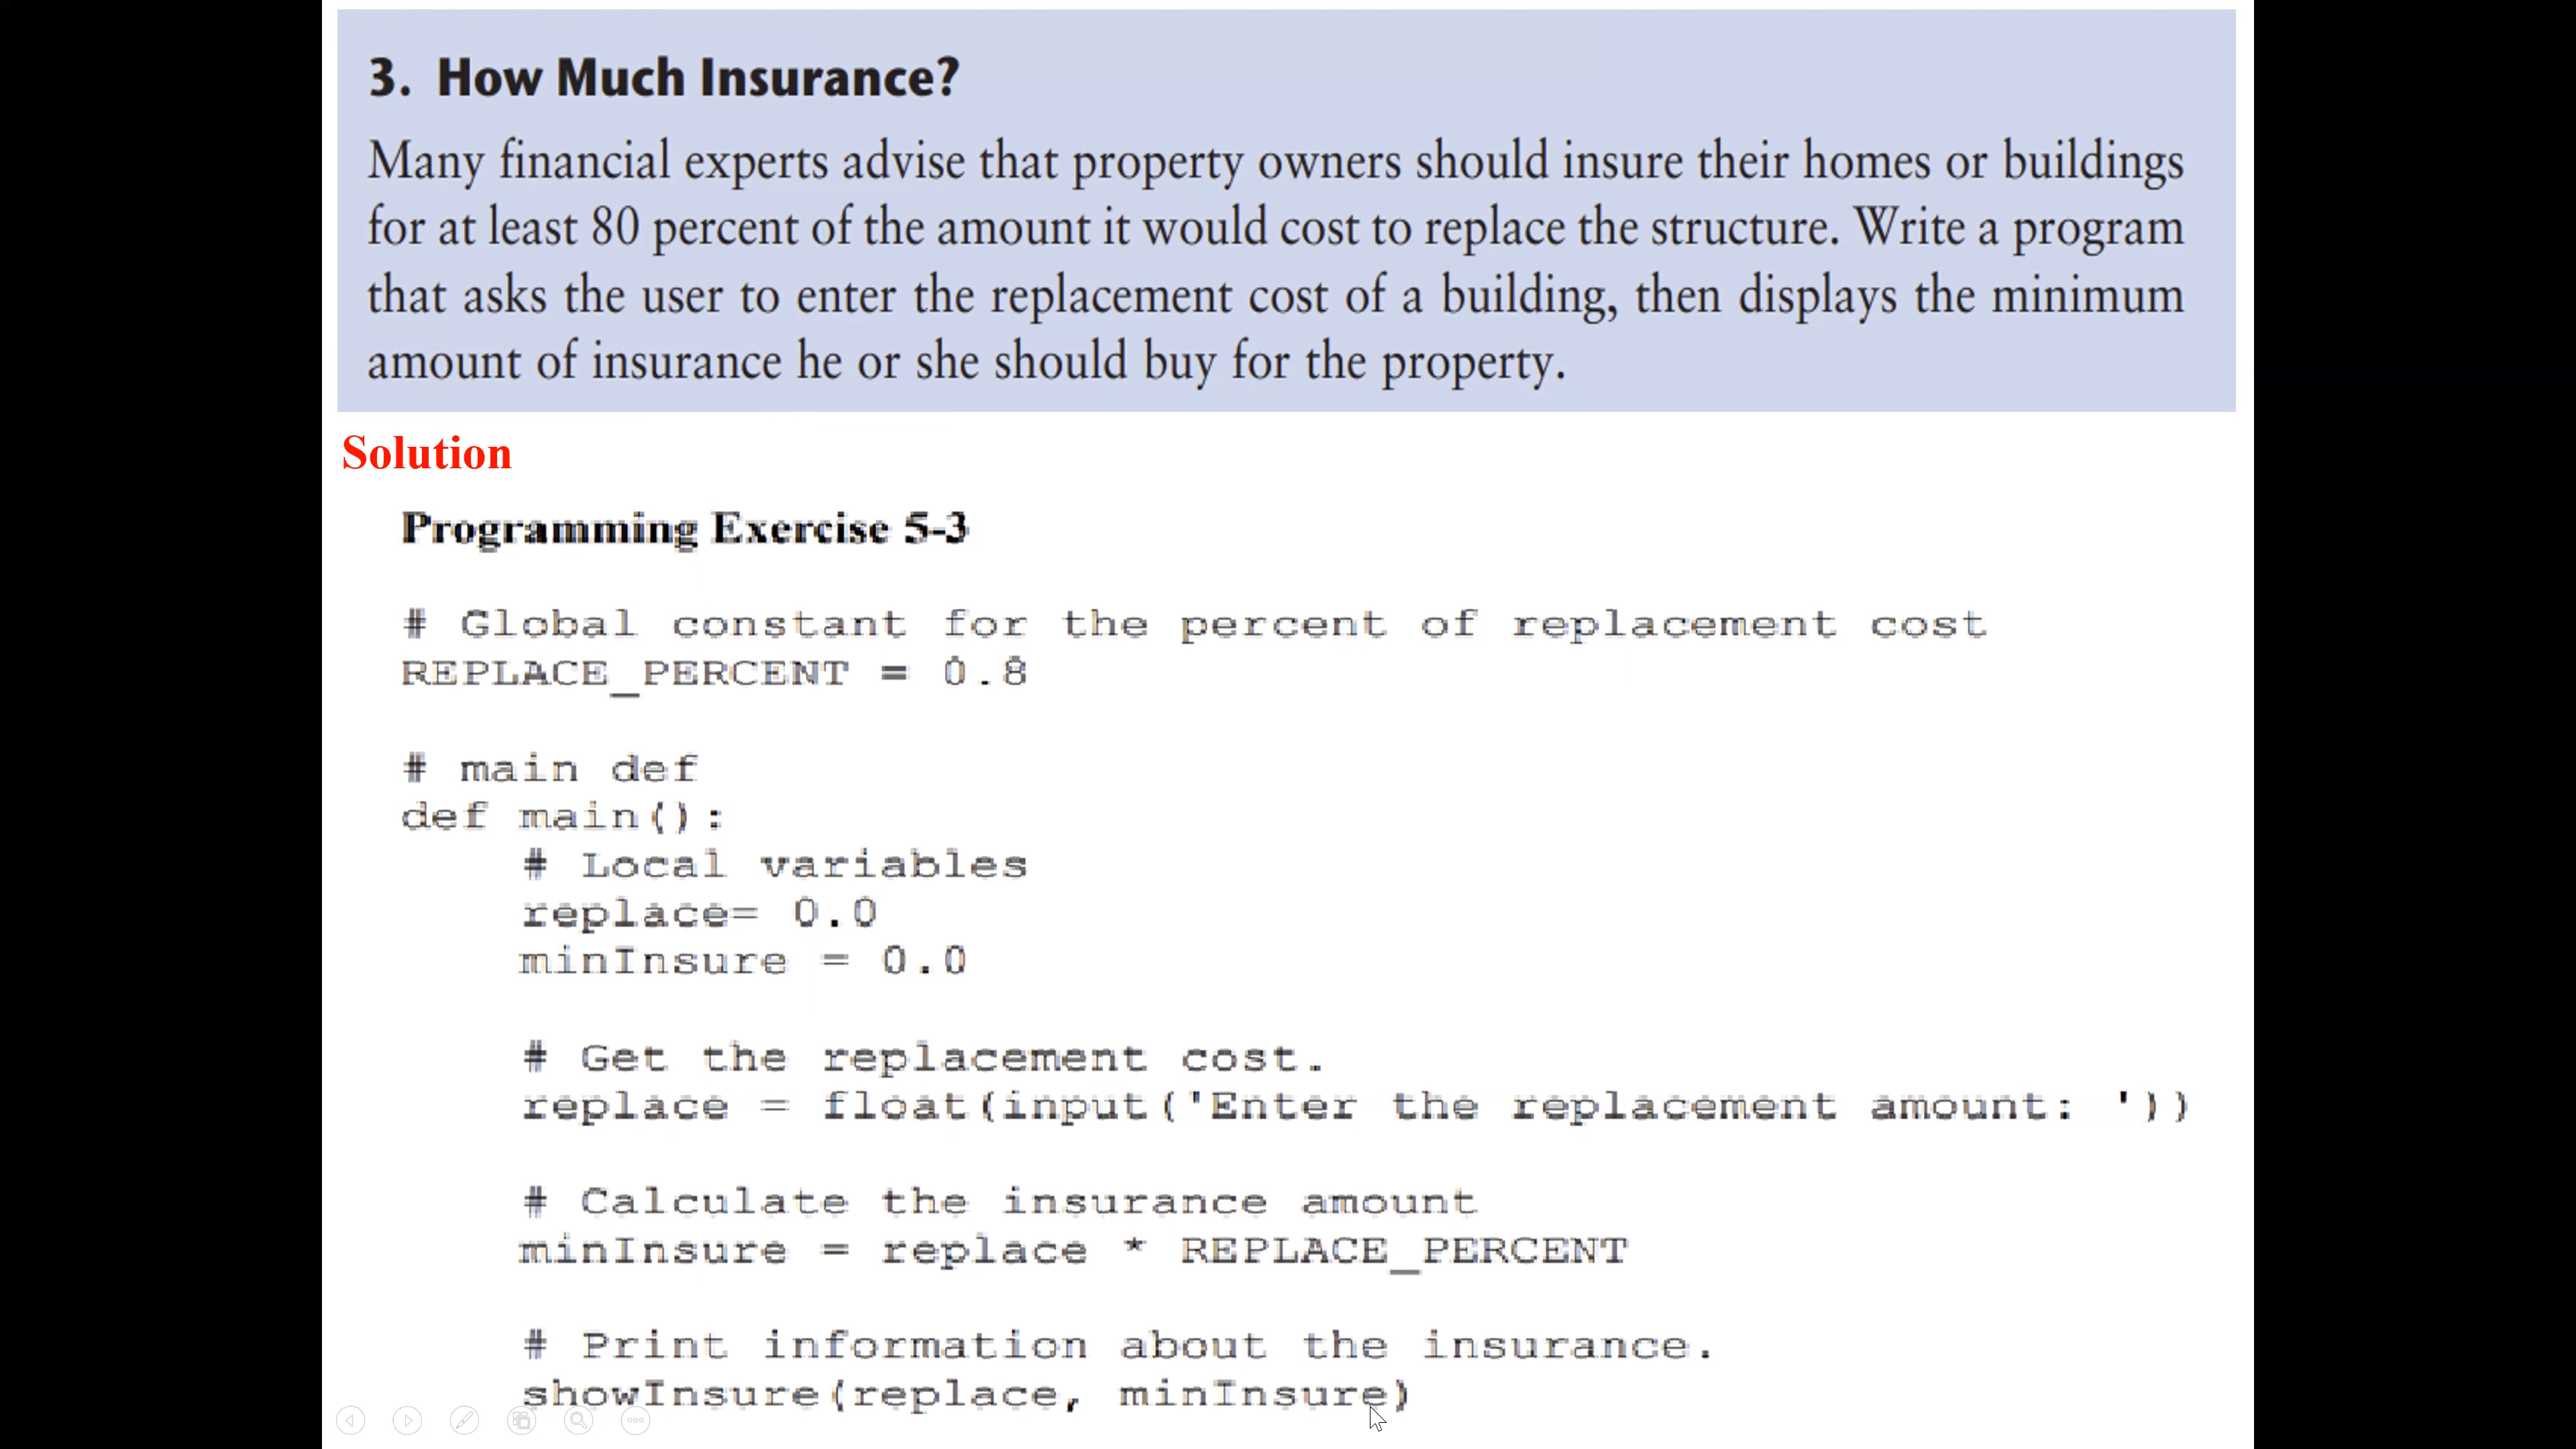 3. How Much Insurance?
Many financial experts advise that property owners should insure their homes or buildings
for at least 80 percent of the amount it would cost to replace the structure. Write a program
that asks the user to enter the replacement cost of a building, then displays the minimum
amount of insurance he or she should buy for the property.
Solution
Programming Exercise 5-3
# Global constant for the percent of replacement cost
REPLACE_PERCENT = 0.8
# main def
def main():
# Local variables
replace= 0.0
minInsure = 0.0
# Get the replacement cost.
replace = float(input('Enter the replacement amount: '))
# Calculate the insurance amount
minInsure = replace * REPLACE_PERCENT
# Print information about the insurance.
showInsure(replace, minInsure)